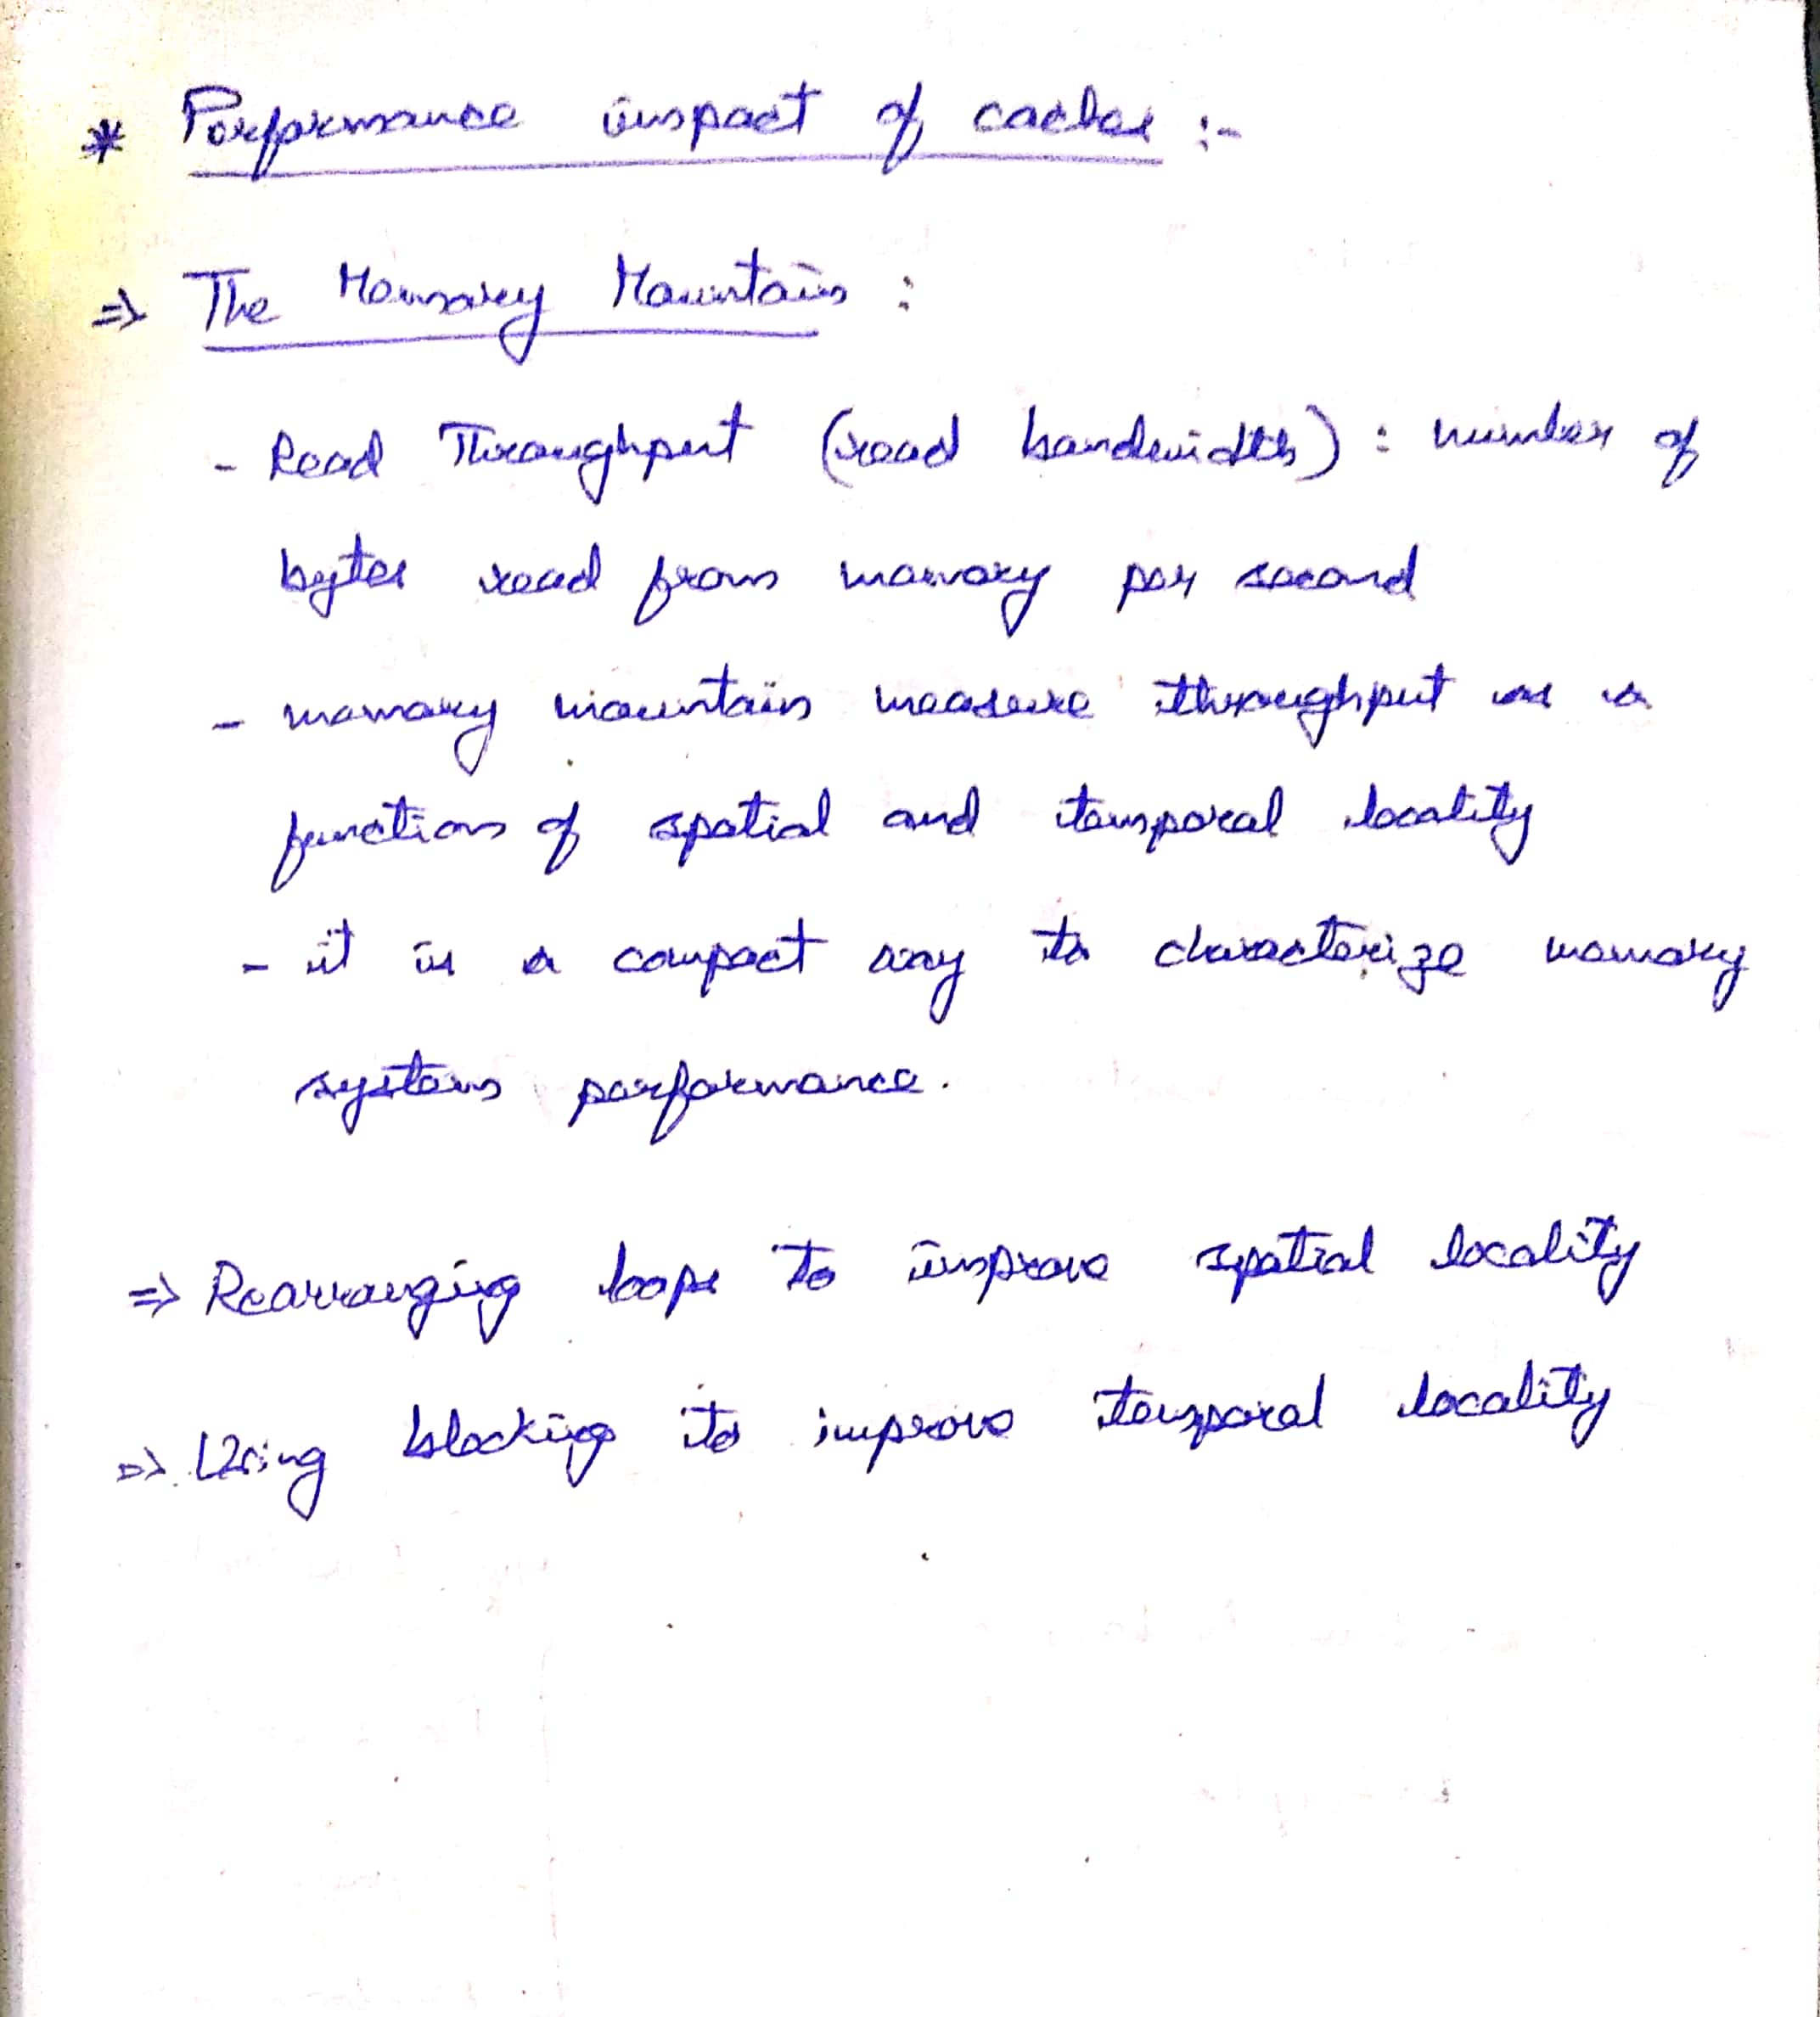 * Performance impact of caches :-
⇒ The Memory Mountain :
- Read Throughput (read bandwidth) : number of
bytes read from memory per second
- memory mountain measure throughput as a
function of spatial and temporal locality
- it is a compact way to characterize memory
system performance.
⇒ Rearranging loops to improve spatial locality
⇒ Using blocking to improve temporal locality